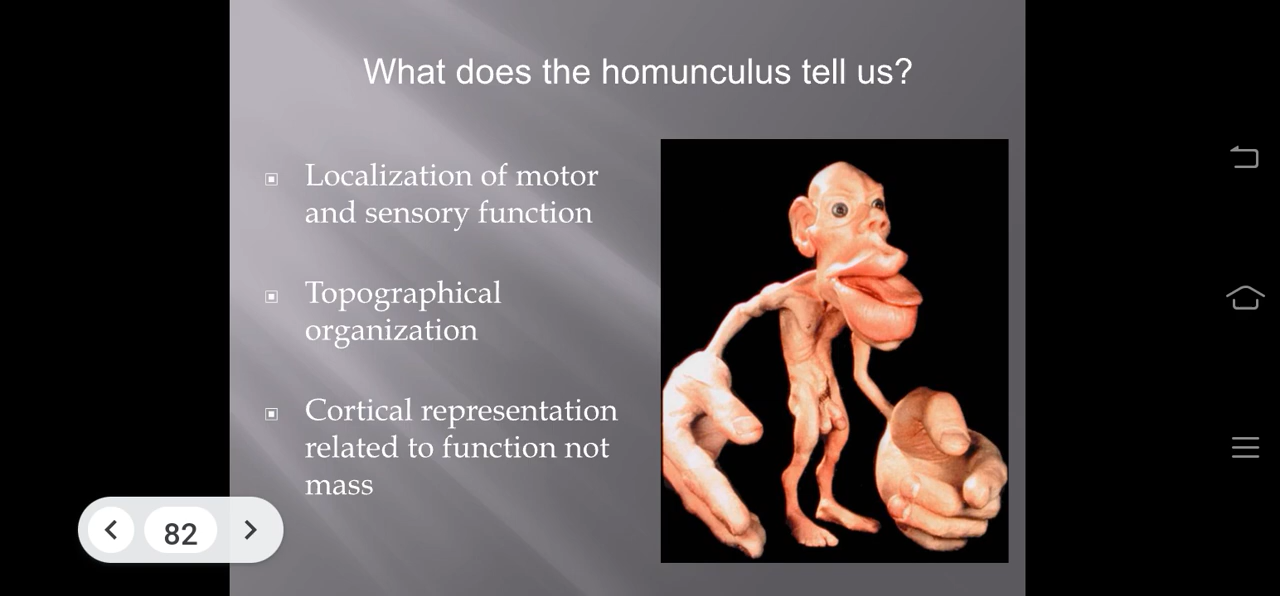 What does the homunculus tell us?
Localization of motor
and sensory function
Topographical
organization
Cortical representation
related to function not
mass
82